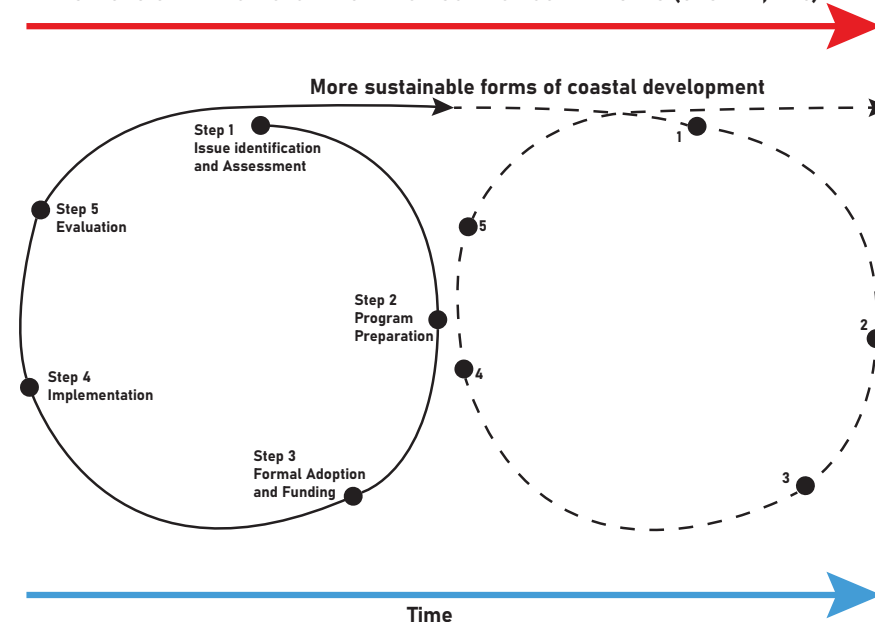 More sustainable forms of coastal development
Step 1
Issue identification
and Assessment
1
Step 5
Evaluation
5
Step 2
Program
Preparation
2
Step 4
Implementation
4
Step 3
Formal Adoption
and Funding
3
Time